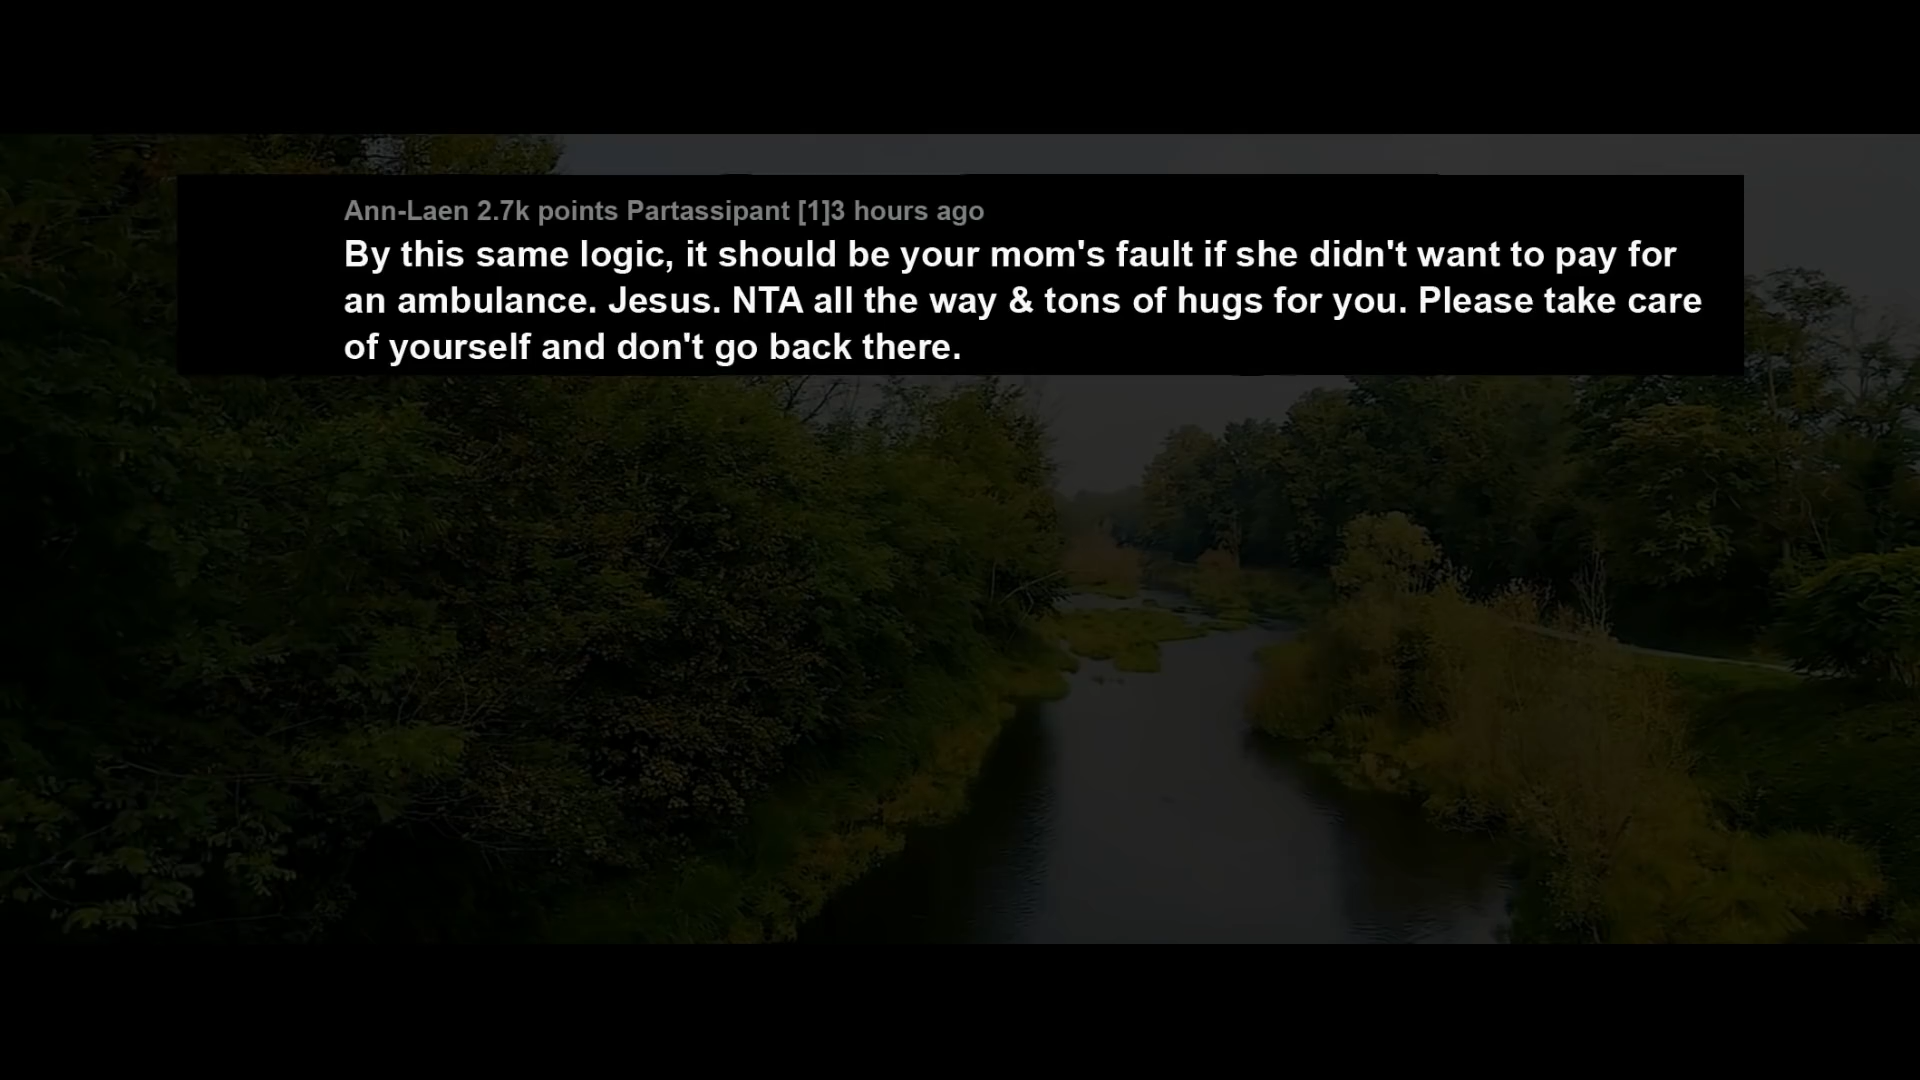 Ann-Laen 2.7k points Partassipant [1]3 hours ago
By this same logic, it should be your mom's fault if she didn't want to pay for
an ambulance. Jesus. NTA all the way & tons of hugs for you. Please take care
of yourself and don't go back there.